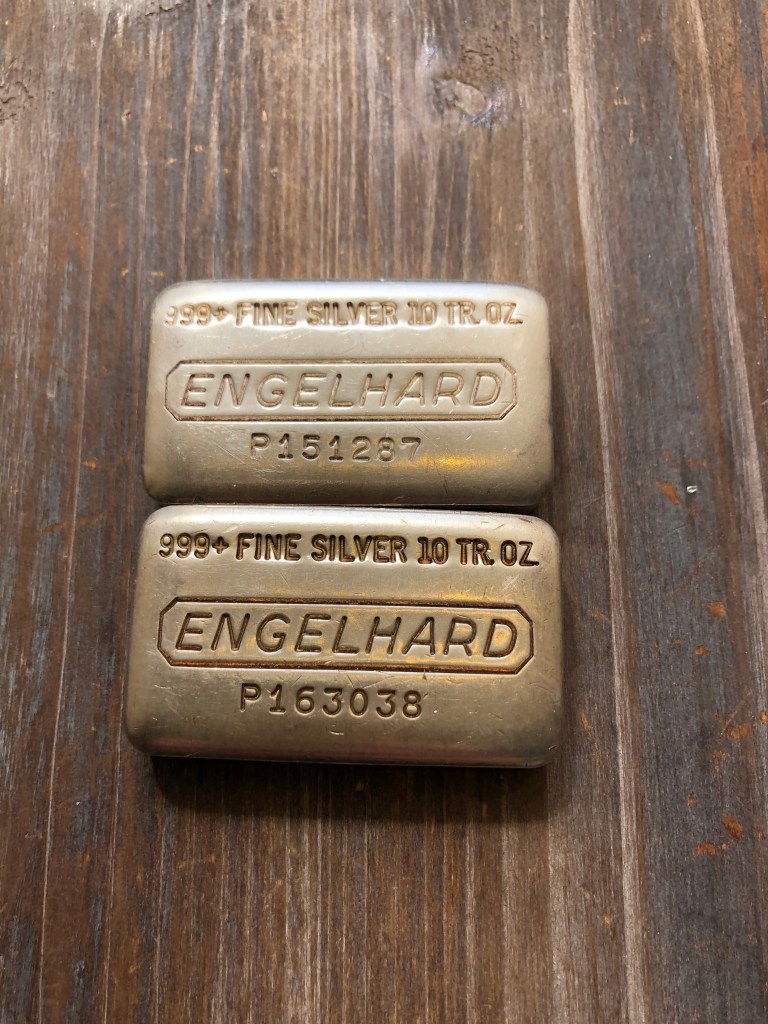 999+ FINE SILVER 10 TR. OZ.
ENGELHARD
P151287
999+ FINE SILVER 10 TR. OZ.
ENGELHARD
P163038